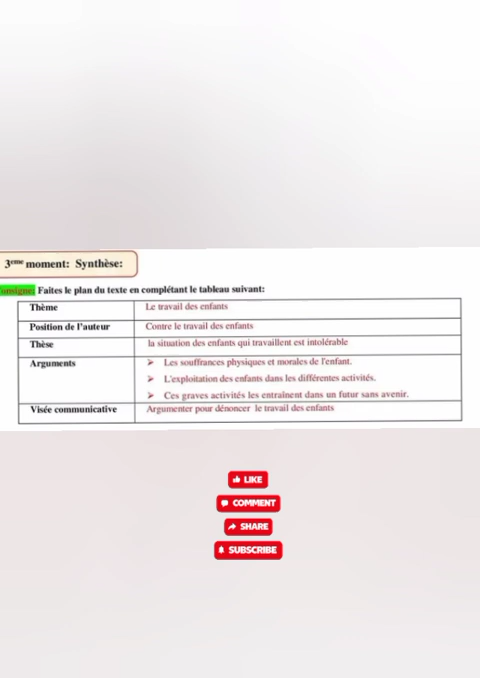 3eme moment: Synthèse:
Consigne: Faites le plan du texte en complétant le tableau suivant:
Thème Le travail des enfants
Position de l'auteur Contre le travail des enfants
Thèse la situation des enfants qui travaillent est intolérable
Arguments ➢ Les souffrances physiques et morales de l'enfant.
➢ L'exploitation des enfants dans les différentes activités.
➢ Ces graves activités les entraînent dans un futur sans avenir.
Visée communicative Argumenter pour dénoncer le travail des enfants
LIKE
COMMENT
SHARE
SUBSCRIBE